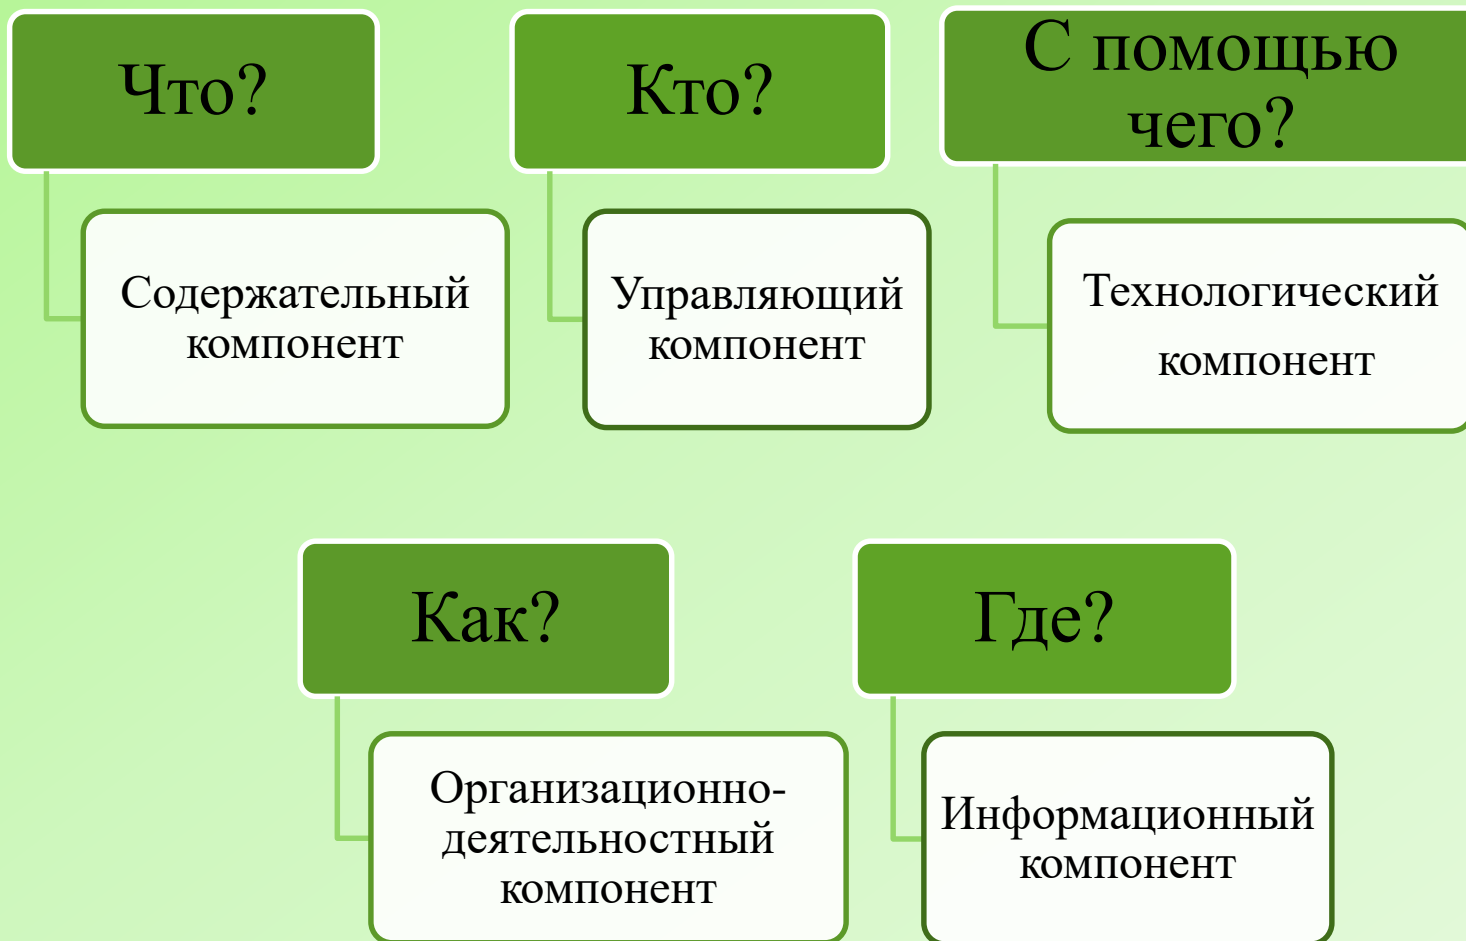 Что?
Содержательный
компонент
Кто?
Управляющий
компонент
С помощью
чего?
Технологический
компонент
Как?
Организационно-
деятельностный
компонент
Где?
Информационный
компонент